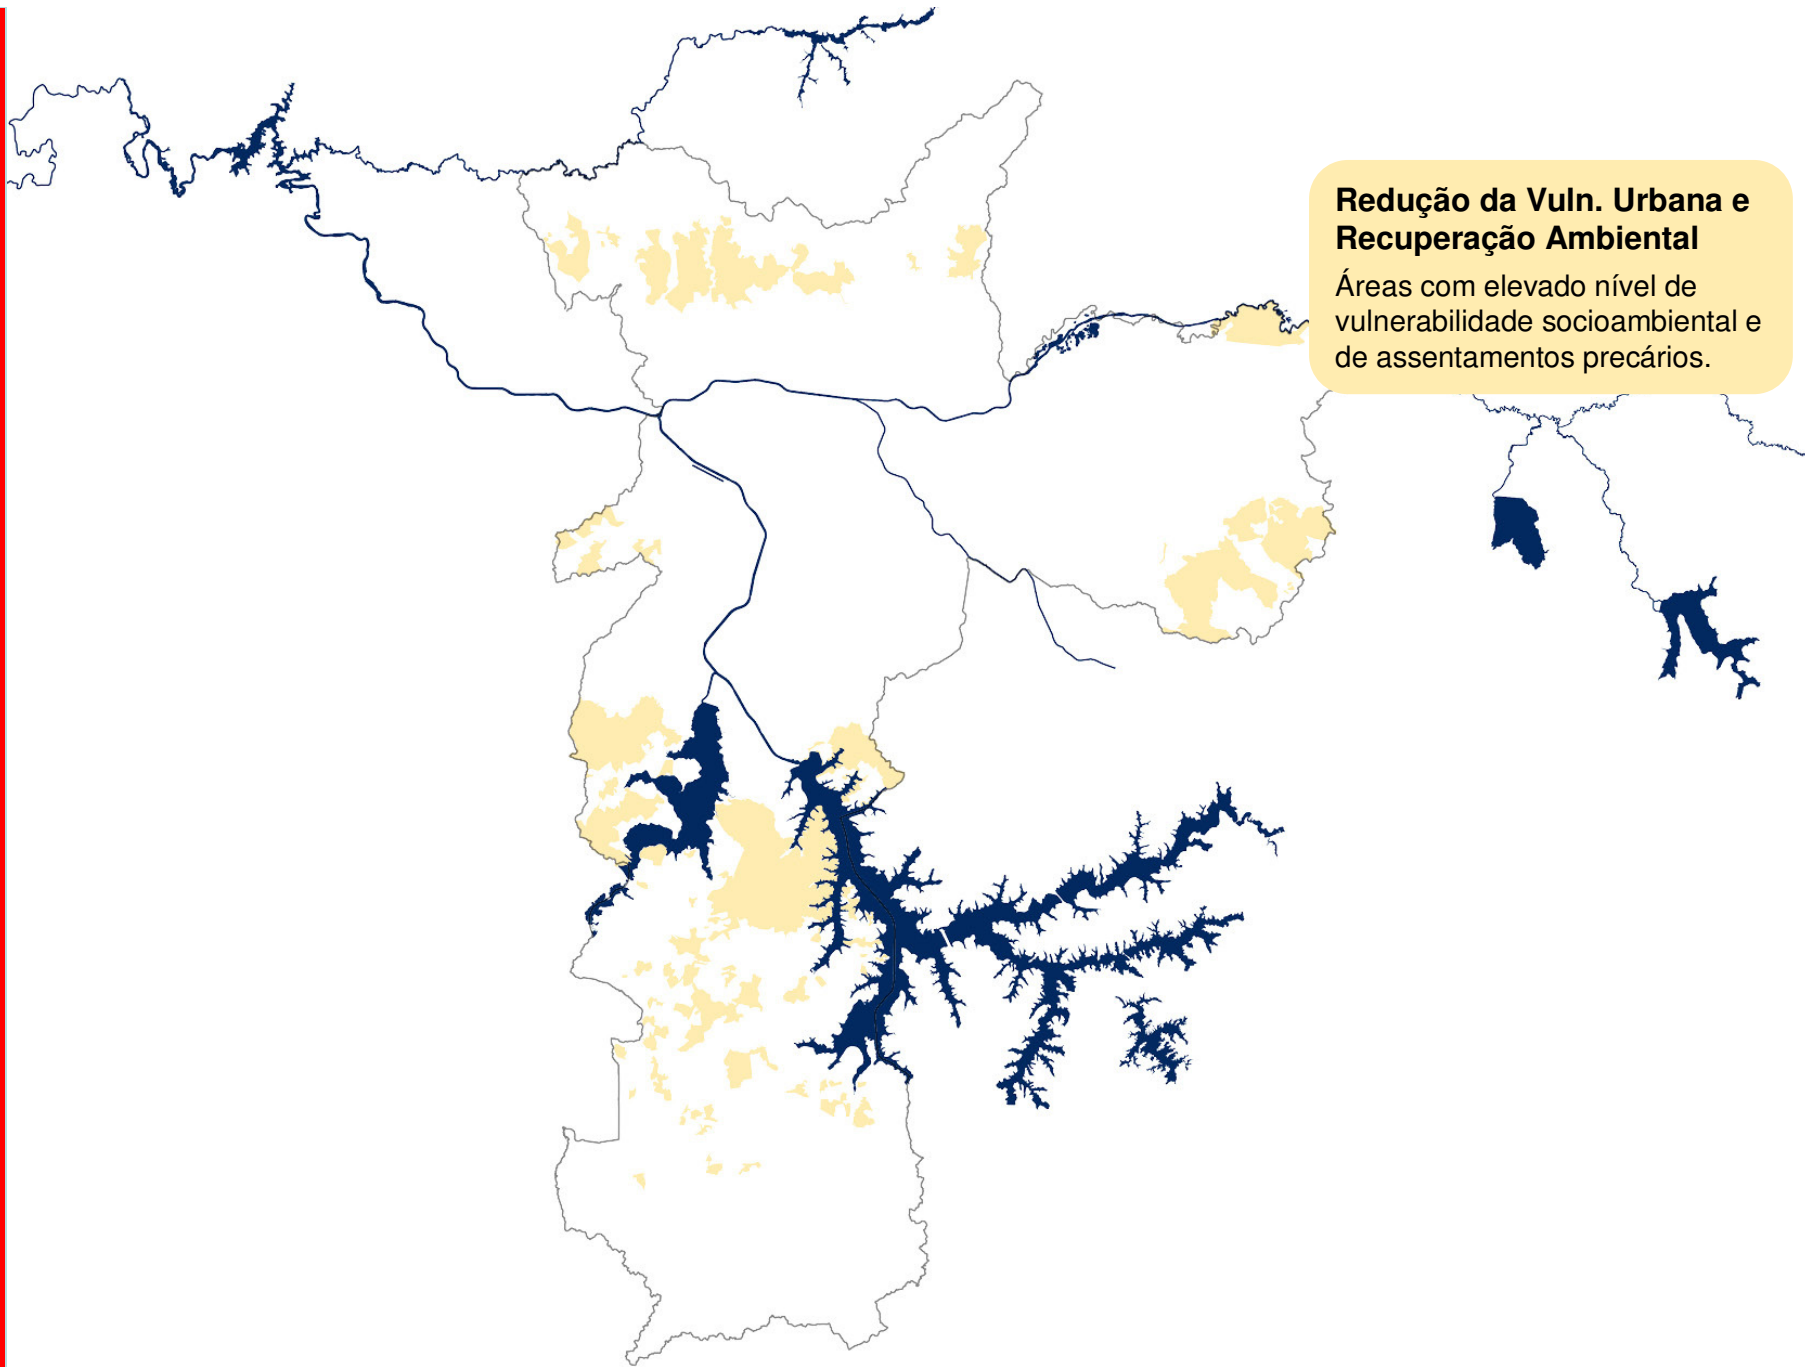 Redução da Vuln. Urbana e
Recuperação Ambiental
Áreas com elevado nível de
vulnerabilidade socioambiental e
de assentamentos precários.